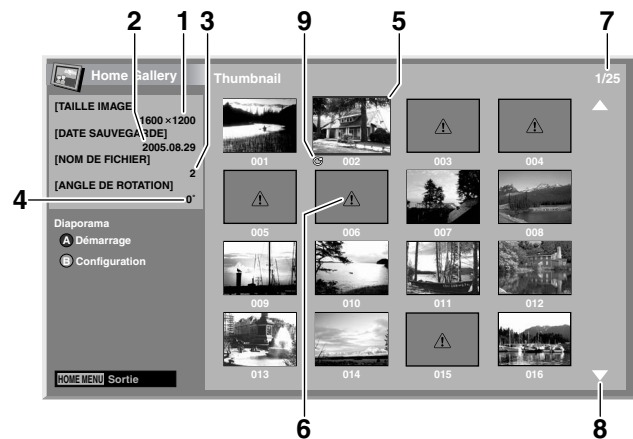 2 1 3 9 5 7
Home Gallery Thumbnail 1/25
[TAILLE IMAGE]
1600 ×1200
[DATE SAUVEGARDE]
2005.08.29
[NOM DE FICHIER]
2
[ANGLE DE ROTATION]
4 0°
Diaporama
A Démarrage
B Configuration
001 002 003 004
005 006 007 008
009 010 011 012
013 014 015 016
HOME MENU Sortie
6 8